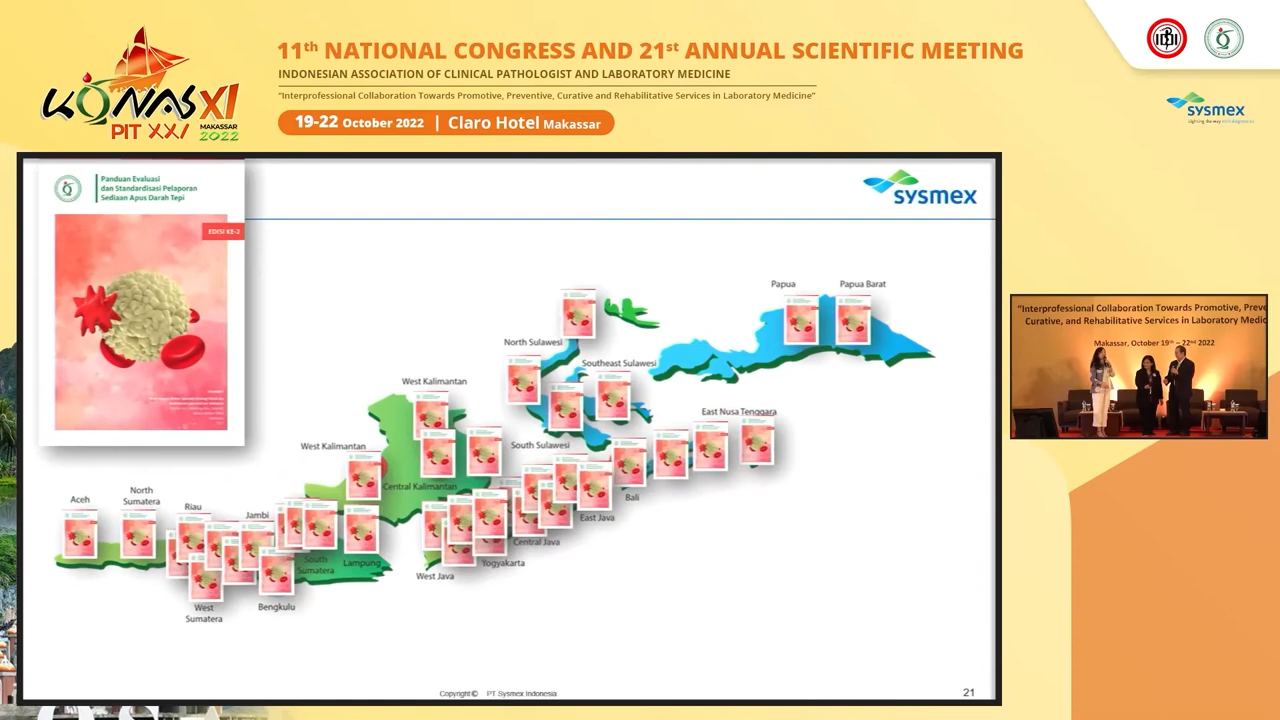 11th NATIONAL CONGRESS AND 21st ANNUAL SCIENTIFIC MEETING
INDONESIAN ASSOCIATION OF CLINICAL PATHOLOGIST AND LABORATORY MEDICINE
"Interprofessional Collaboration Towards Promotive, Preventive, Curative and Rehabilitative Services in Laboratory Medicine"
19-22 October 2022 | Claro Hotel Makassar
KONAS XI
PIT XXI
MAKASSAR
2022
sysmex
Panduan Evaluasi
dan Standardisasi Pelaporan
Sediaan Apus Darah Tepi
EDISI KE-2
sysmex
Papua
Papua Barat
North Sulawesi
Southeast Sulawesi
West Kalimantan
East Nusa Tenggara
West Kalimantan
South Sulawesi
Central Kalimantan
Bali
Aceh
North
Sumatera
Riau
Jambi
East Java
Central Java
South
Sumatera
Lampung
Yogyakarta
West Java
West
Sumatera
Bengkulu
Copyright© PT Sysmex Indonesia
21
"Interprofessional Collaboration Towards Promotive, Preve
Curative, and Rehabilitative Services in Laboratory Medic
Makassar, October 19th – 22nd 2022